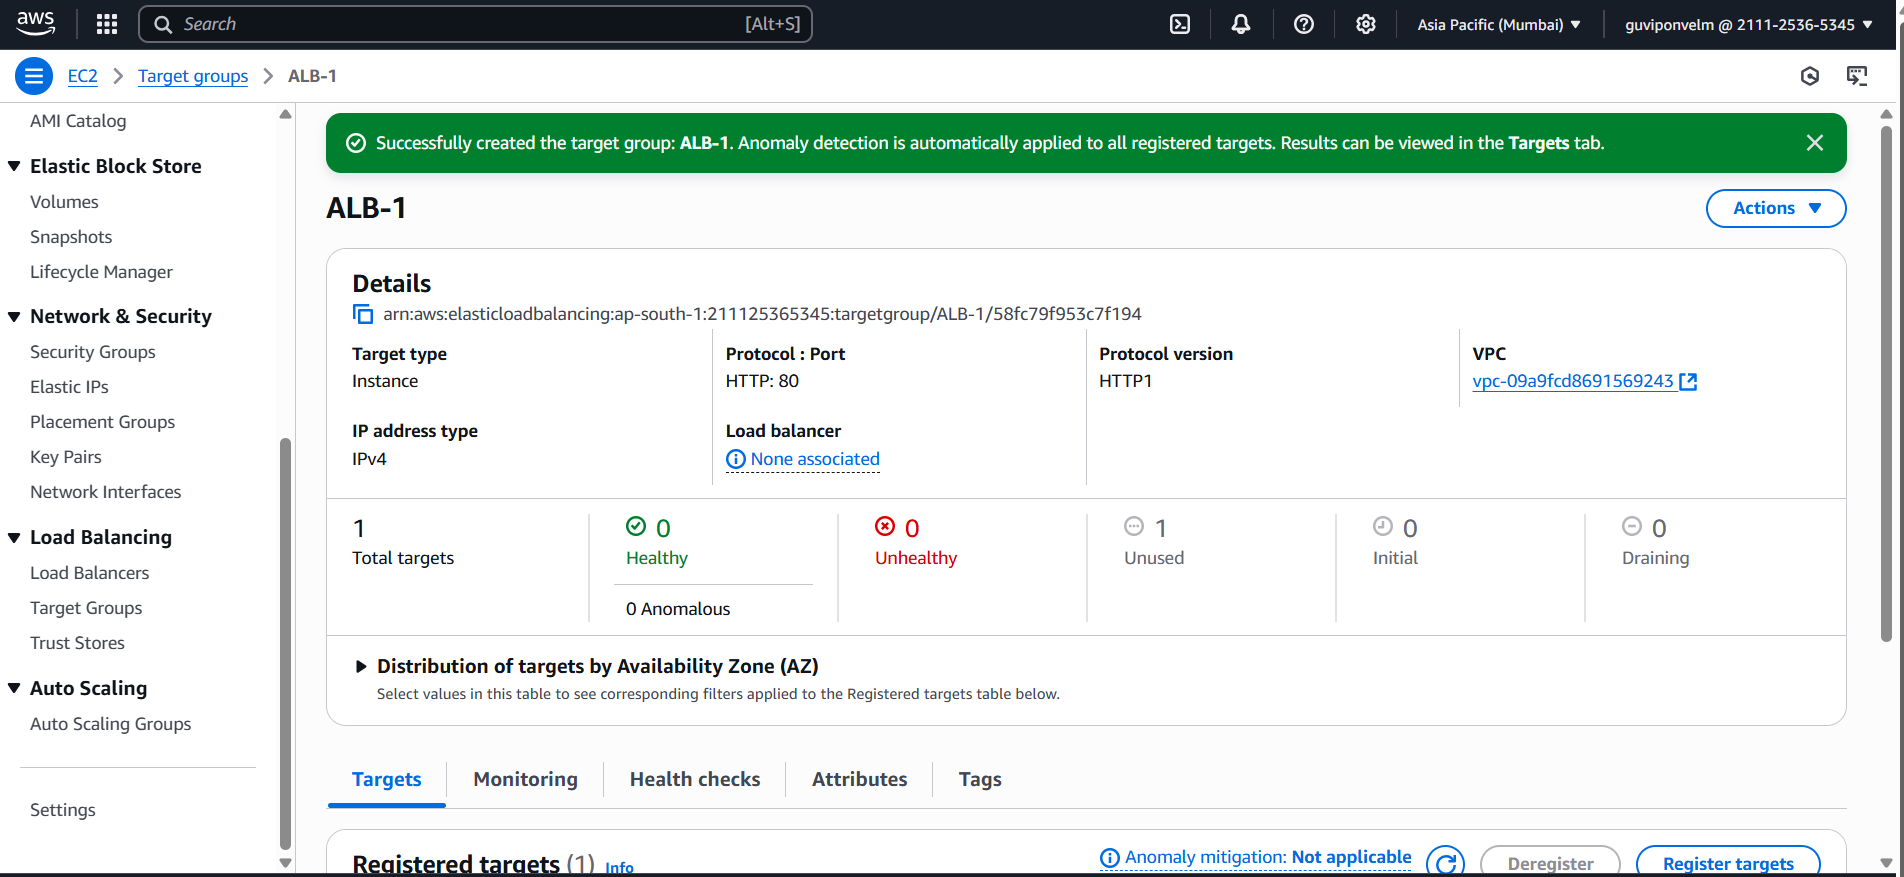 aws
Search [Alt+S]
Asia Pacific (Mumbai)
guviponvelm @ 2111-2536-5345
EC2 Target groups ALB-1
AMI Catalog
Elastic Block Store
Volumes
Snapshots
Lifecycle Manager
Network & Security
Security Groups
Elastic IPs
Placement Groups
Key Pairs
Network Interfaces
Load Balancing
Load Balancers
Target Groups
Trust Stores
Auto Scaling
Auto Scaling Groups
Settings
Successfully created the target group: ALB-1. Anomaly detection is automatically applied to all registered targets. Results can be viewed in the Targets tab.
ALB-1
Actions
Details
arn:aws:elasticloadbalancing:ap-south-1:211125365345:targetgroup/ALB-1/58fc79f953c7f194
Target type
Instance
Protocol : Port
HTTP: 80
Protocol version
HTTP1
VPC
vpc-09a9fcd8691569243
IP address type
IPv4
Load balancer
None associated
1
Total targets
0
Healthy
0 Anomalous
0
Unhealthy
1
Unused
0
Initial
0
Draining
Distribution of targets by Availability Zone (AZ)
Select values in this table to see corresponding filters applied to the Registered targets table below.
Targets
Monitoring
Health checks
Attributes
Tags
Registered targets (1) Info
Anomaly mitigation: Not applicable
Deregister
Register targets